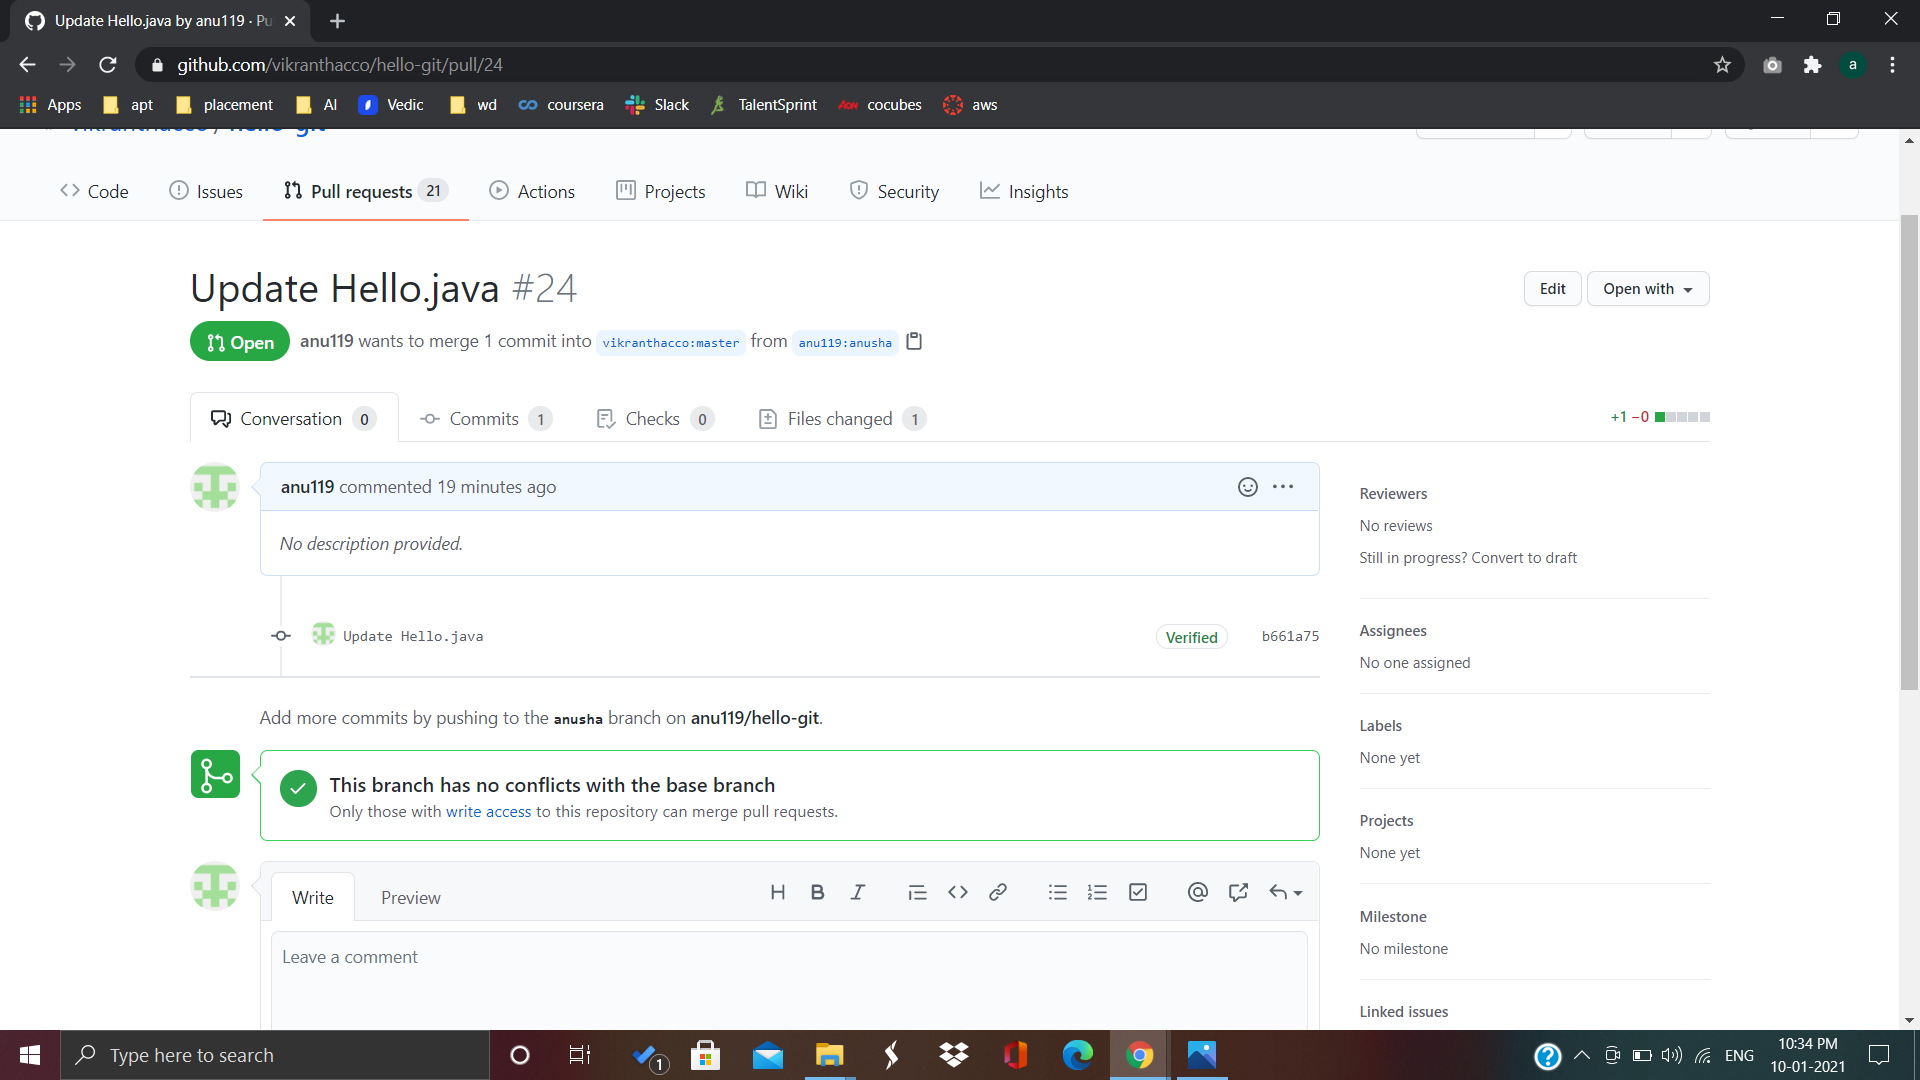 Update Hello.java by anu119 · Pu
github.com/vikranthacco/hello-git/pull/24
a
Apps apt placement AI Vedic wd coursera Slack TalentSprint cocubes aws
vikranthacco / hello-git
Code Issues Pull requests 21 Actions Projects Wiki Security Insights
Update Hello.java #24
Edit Open with
Open anu119 wants to merge 1 commit into vikranthacco:master from anu119:anusha
Conversation 0 Commits 1 Checks 0 Files changed 1 +1 −0
anu119 commented 19 minutes ago
No description provided.
Update Hello.java Verified b661a75
Add more commits by pushing to the anusha branch on anu119/hello-git.
This branch has no conflicts with the base branch
Only those with write access to this repository can merge pull requests.
Write Preview H B I
Leave a comment
Reviewers
No reviews
Still in progress? Convert to draft
Assignees
No one assigned
Labels
None yet
Projects
None yet
Milestone
No milestone
Linked issues
Type here to search 1 ENG 10:34 PM
10-01-2021